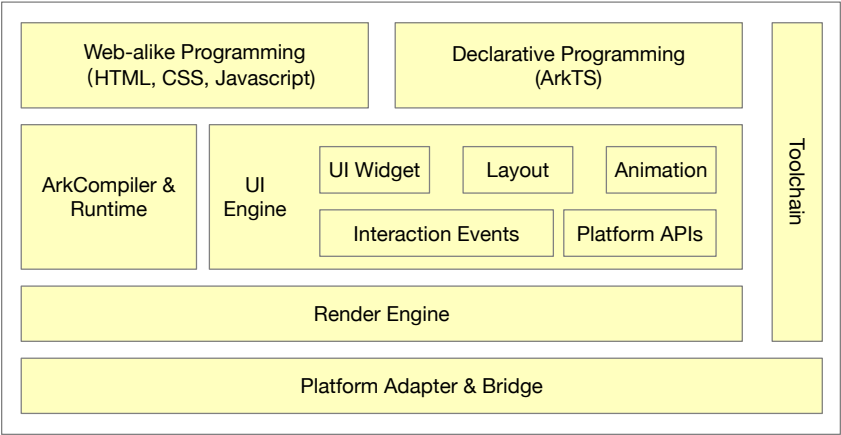 Web-alike Programming
(HTML, CSS, Javascript)
Declarative Programming
(ArkTS)
Toolchain
ArkCompiler &
Runtime
UI
Engine
UI Widget
Layout
Animation
Interaction Events
Platform APIs
Render Engine
Platform Adapter & Bridge